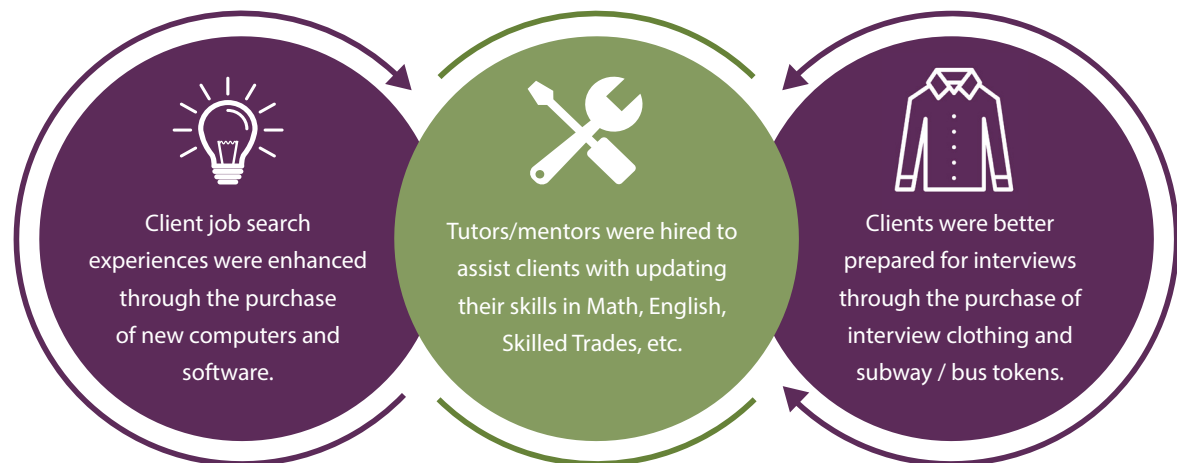 Client job search
experiences were enhanced
through the purchase
of new computers and
software.
Tutors/mentors were hired to
assist clients with updating
their skills in Math, English,
Skilled Trades, etc.
Clients were better
prepared for interviews
through the purchase of
interview clothing and
subway / bus tokens.